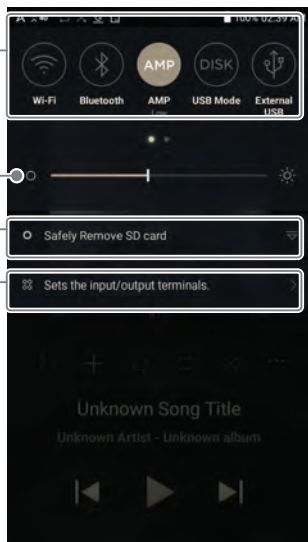 100% 02:39 AM
AMP DISK
Wi-Fi Bluetooth AMP USB Mode External
Low USB
Safely Remove SD card
Sets the input/output terminals.
Unknown Song Title
Unknown Artist - Unknown album